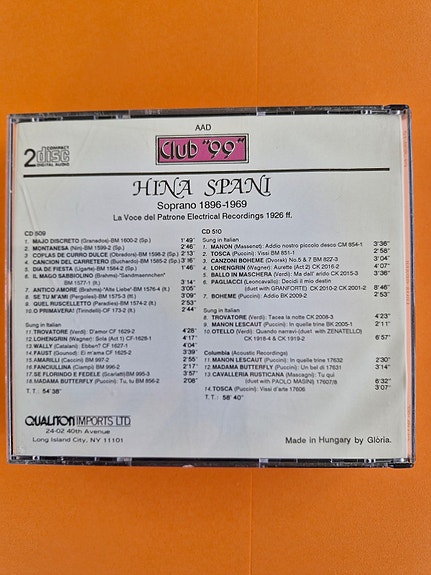 AAD
2 COMPACT disc DIGITAL AUDIO
Club "99"
HINA SPANI
Soprano 1896-1969
La Voce del Patrone Electrical Recordings 1926 ff.
CD 509
1 MAJO DISCRETO (Granados)-BM 1600-2 (Sp.) 1'49"
2 MONTANESA (Nin)-BM 1599-2 (Sp.) 2'46"
3 COPLAS DE CURRO DULCE (Obradors)-BM 1598-2 (Sp.) 2'13"
4 CANCION DEL CARRETERO (Buchardo)-BM 1585-2 (Sp.) 3'16"
5 DIA DE FIESTA (Ugarte)-BM 1584-2 (Sp.) 1'46"
6 IL MAGO SABBIOLINO (Brahms)-"Sandmaennchen"
BM 1577-1 (It.) 3'14"
7 ANTICO AMORE (Brahms)-"Alte Liebe"-BM 1576-4 (It.) 3'05"
8 SE TU M'AMI (Pergolesi)-BM 1575-3 (It.) 3'09"
9 QUEL RUSCELLETTO (Paradies)-BM 1574-2 (It.) 2'53"
10 O PRIMAVERA! (Tirindelli)-CF 173-2 (It.) 2'44"
Sung in Italian
11 TROVATORE (Verdi): D'amor CF 1629-2 4'28"
12 LOHENGRIN (Wagner): Sola (Act 1) CF 1628-1 4'17"
13 WALLY (Catalani): Ebben? CF 1627-1 4'04"
14 FAUST (Gounod): Ei m'ama CF 1625-2 3'39"
15 AMARILLI (Caccini) BM 997-2 2'55"
16 FANCIULLINA (Ciampi) BM 996-2 2'17"
17 SE FLORINDO E FEDELE (Scarlatti)BM 995-3 2'57"
18 MADAMA BUTTERFLY (Puccini): Tu, tu BM 856-2 2'08"
T. T.: 54'38"
CD 510
Sung in Italian
1 MANON (Massenet): Addio nostro piccolo desco CM 854-1 3'36"
2 TOSCA (Puccini): Vissi BM 851-1 2'58"
3 CANZONI BOHEME (Dvorak) No.5 & 7 BM 822-3 3'04"
4 LOHENGRIN (Wagner): Aurette (Act 2) CK 2016-2 4'07"
5 BALLO IN MASCHERA (Verdi): Ma dall' arido CK 2015-3 3'36"
6 PAGLIACCI (Leoncavallo): Decidi il mio destin
(duet with GRANFORTE) CK 2010-2 CK 2001-2 8'46"
7 BOHEME (Puccini): Addio BK 2009-2 2'53"
Sung in Italian
8 TROVATORE (Verdi): Tacea la notte CK 2008-3 4'23"
9 MANON LESCAUT (Puccini): In quelle trine BK 2005-1 2'11"
10 OTELLO (Verdi): Quando narravi-(duet with ZENATELLO)
CK 1918-4 & CK 1919-2 6'57"
Columbia (Acoustic Recordings)
11 MANON LESCAUT (Puccini): In quelle trine 17632 2'30"
12 MADAMA BUTTERFLY (Puccini): Un bel di 17631 3'14"
13 CAVALLERIA RUSTICANA (Mascagni): Tu qui
(duet with PAOLO MASINI) 17607/8 6'32"
14 TOSCA (Puccini): Vissi d'arte 17606 3'07"
T. T.: 58' 40"
QUALITON IMPORTS LTD
24-02 40th Avenue
Long Island City, NY 11101
Made in Hungary by Glória.